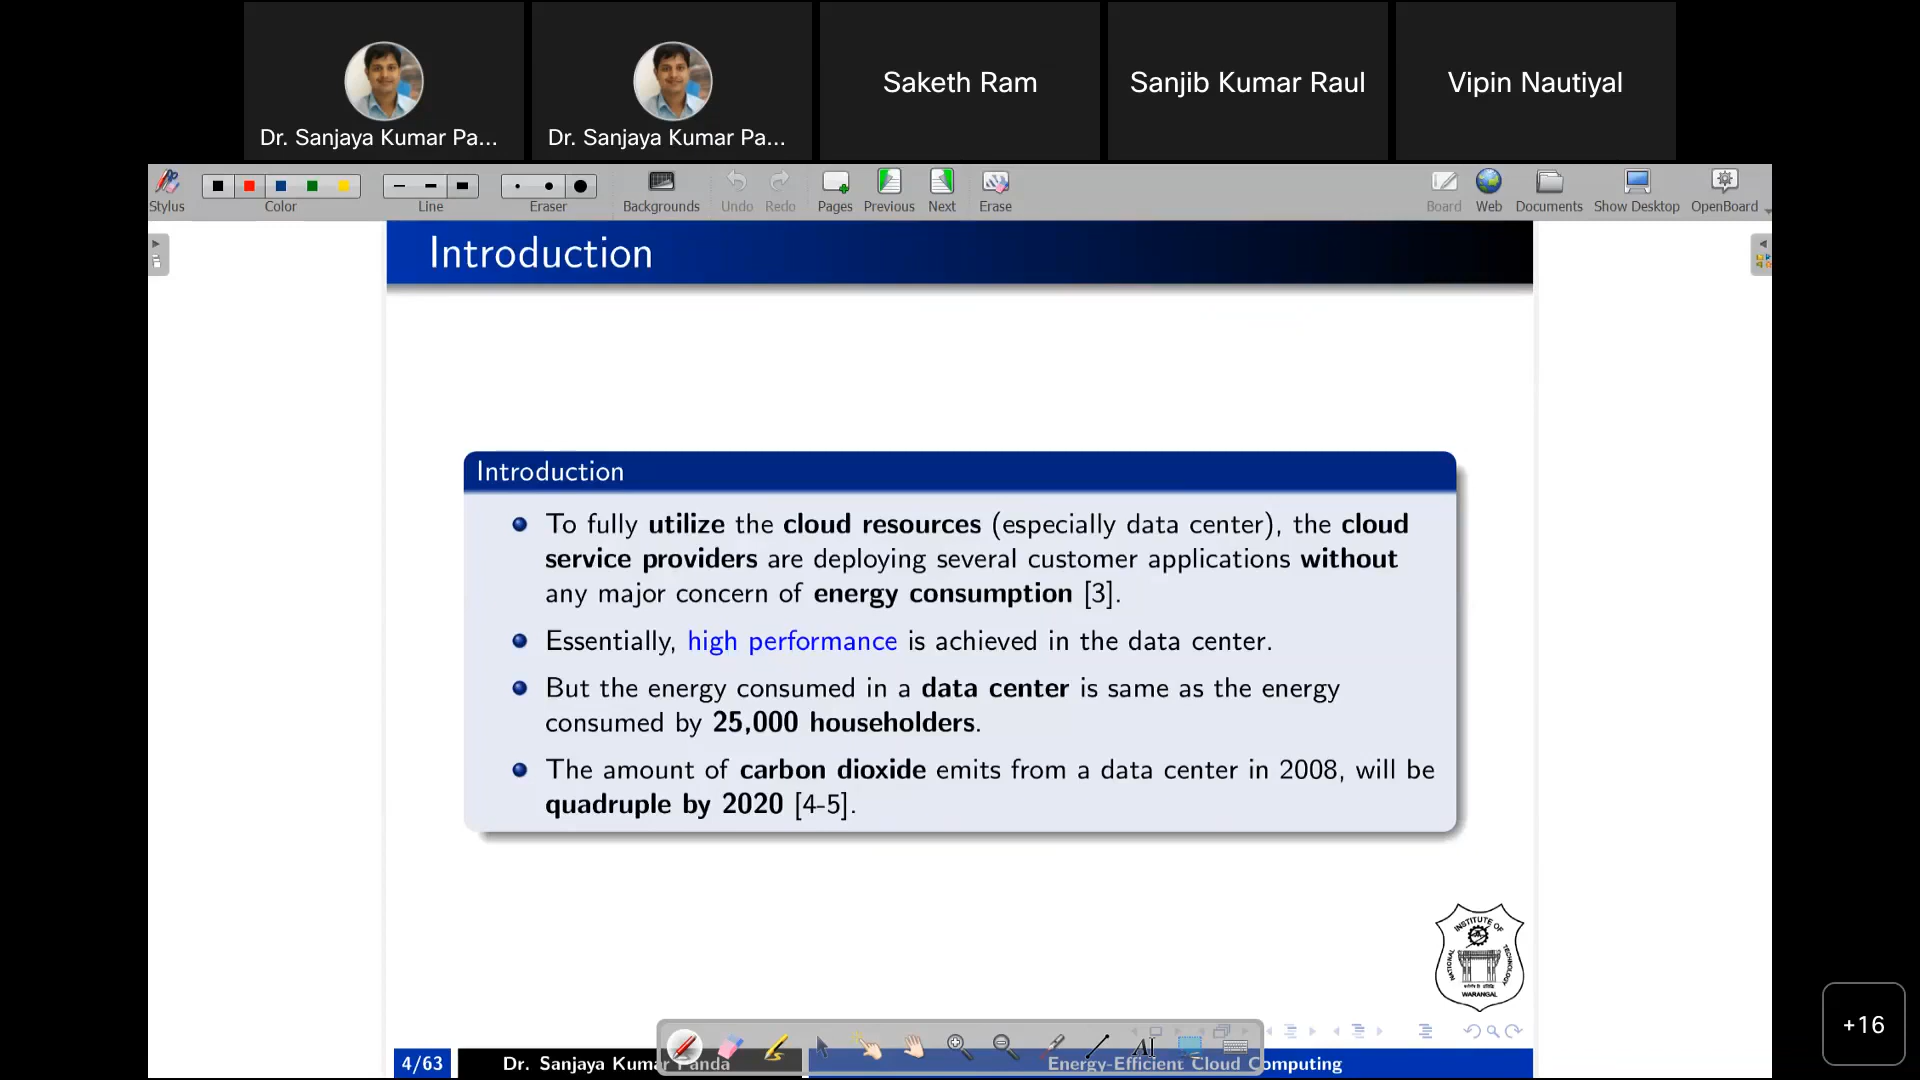 Dr. Sanjaya Kumar Pa...
Dr. Sanjaya Kumar Pa...
Saketh Ram
Sanjib Kumar Raul
Vipin Nautiyal
Stylus
Color
Line
Eraser
Backgrounds
Undo
Redo
Pages
Previous
Next
Erase
Board
Web
Documents
Show Desktop
OpenBoard
Introduction
Introduction
To fully utilize the cloud resources (especially data center), the cloud
service providers are deploying several customer applications without
any major concern of energy consumption [3].
Essentially, high performance is achieved in the data center.
But the energy consumed in a data center is same as the energy
consumed by 25,000 householders.
The amount of carbon dioxide emits from a data center in 2008, will be
quadruple by 2020 [4-5].
NATIONAL INSTITUTE OF TECHNOLOGY
WARANGAL
+16
4/63
Dr. Sanjaya Kumar Panda
Energy-Efficient Cloud Computing